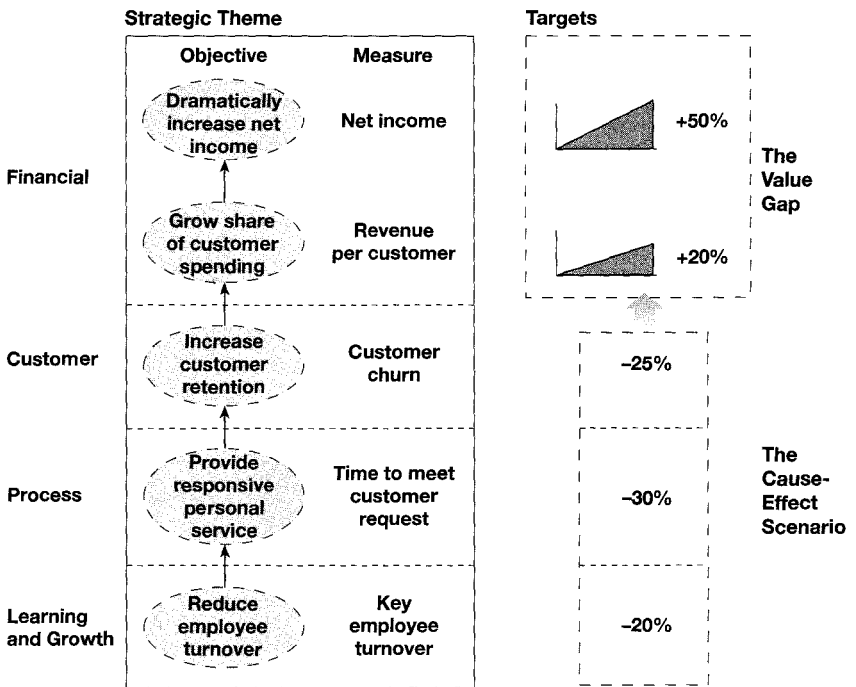 Strategic Theme
Targets
Objective
Measure
Dramatically
increase net
income
Net income
+50%
Financial
The
Value
Gap
Grow share
of customer
spending
Revenue
per customer
+20%
Customer
Increase
customer
retention
Customer
churn
–25%
Process
Provide
responsive
personal
service
Time to meet
customer
request
–30%
The
Cause-
Effect
Scenario
Learning
and Growth
Reduce
employee
turnover
Key
employee
turnover
–20%